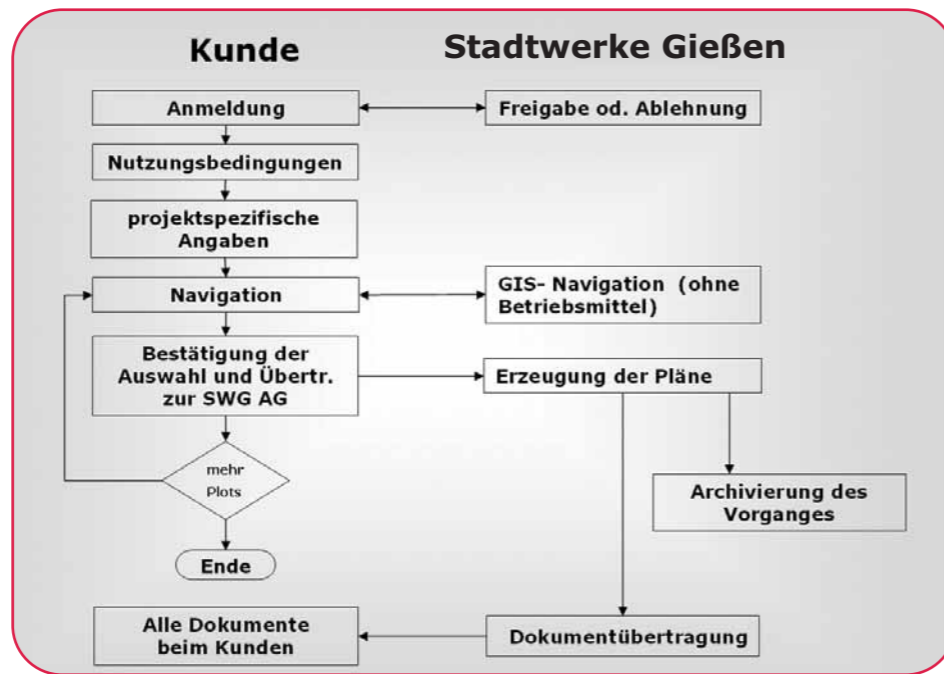 Kunde
Stadtwerke Gießen
Anmeldung
Freigabe od. Ablehnung
Nutzungsbedingungen
projektspezifische
Angaben
Navigation
GIS- Navigation (ohne
Betriebsmittel)
Bestätigung der
Auswahl und Übertr.
zur SWG AG
Erzeugung der Pläne
mehr
Plots
Archivierung des
Vorganges
Ende
Alle Dokumente
beim Kunden
Dokumentübertragung